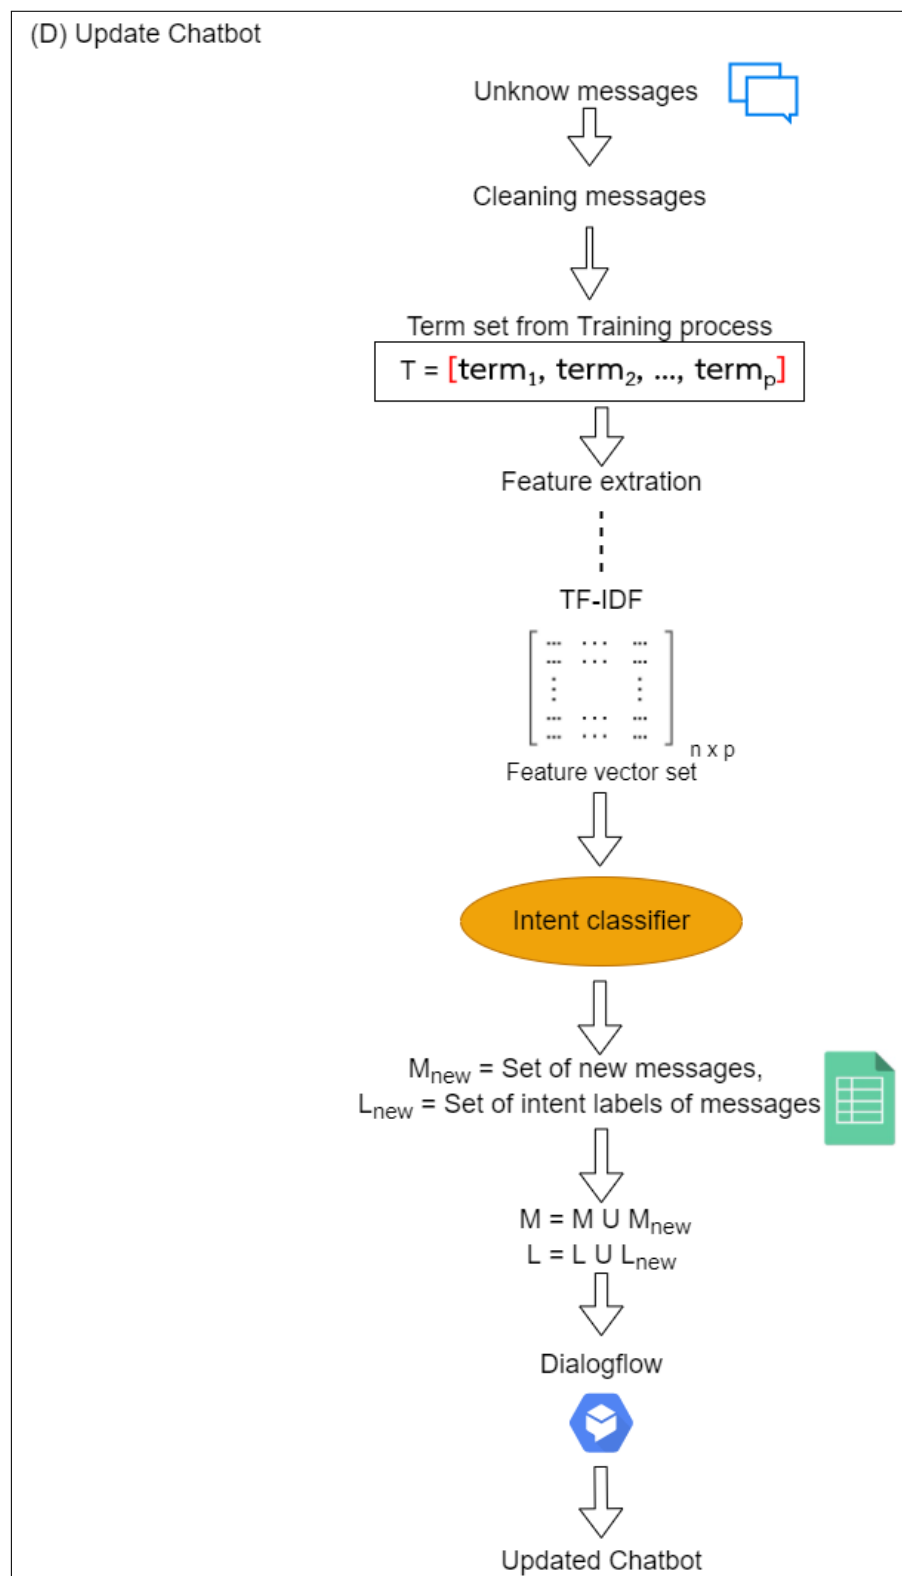 (D) Update Chatbot
Unknow messages
Cleaning messages
Term set from Training process
T = [term₁, term₂, ..., termₚ]
Feature extration
TF-IDF
n x p
Feature vector set
Intent classifier
Mnew = Set of new messages,
Lnew = Set of intent labels of messages
M = M U Mnew
L = L U Lnew
Dialogflow
Updated Chatbot